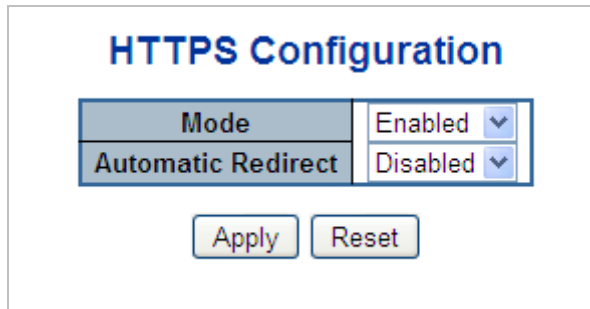 HTTPS Configuration
Mode Enabled
Automatic Redirect Disabled
Apply Reset